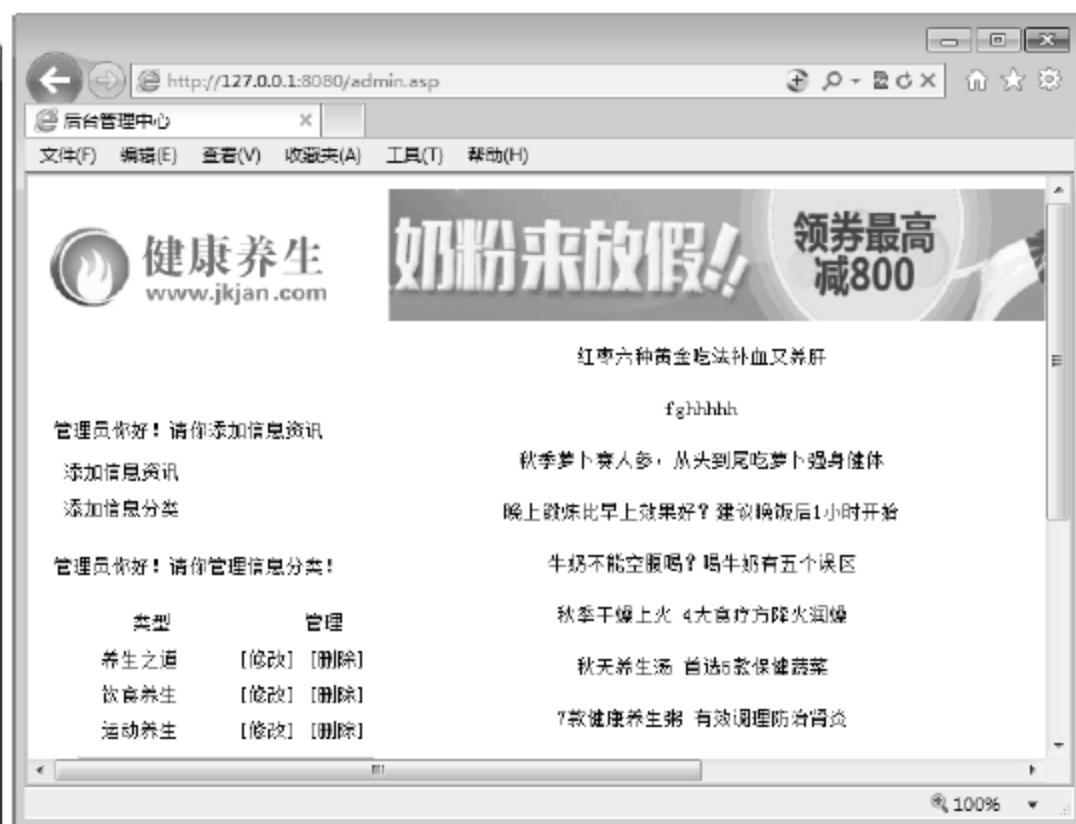 http://127.0.0.1:8080/admin.asp
后台管理中心
文件(F) 编辑(E) 查看(V) 收藏夹(A) 工具(T) 帮助(H)
健康养生
www.jkjan.com
奶粉来放假!!
领券最高
减800
红枣六种黄金吃法补血又养肝
fghhhhh
管理员你好！请你添加信息资讯
秋季萝卜赛人参，从头到尾吃萝卜强身健体
添加信息资讯
添加信息分类
晚上锻炼比早上效果好？建议晚饭后1小时开始
管理员你好！请你管理信息分类！
牛奶不能空腹喝？喝牛奶有五个误区
类型 管理
秋季干燥上火 4大食疗方降火润燥
养生之道 [修改] [删除]
秋天养生汤 首选5款保健蔬菜
饮食养生 [修改] [删除]
运动养生 [修改] [删除]
7款健康养生粥 有效调理防治肾炎
100%